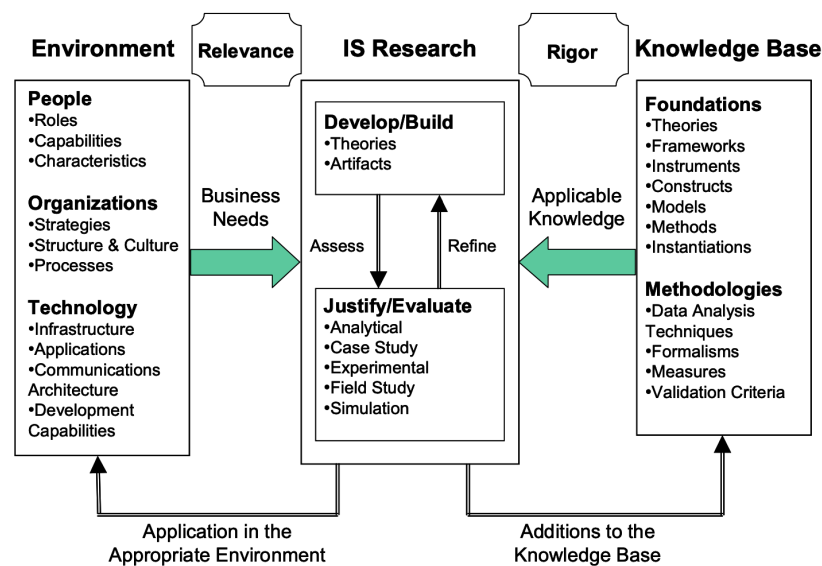 Environment
Relevance
IS Research
Rigor
Knowledge Base
People
•Roles
•Capabilities
•Characteristics
Organizations
•Strategies
•Structure & Culture
•Processes
Technology
•Infrastructure
•Applications
•Communications
Architecture
•Development
Capabilities
Business
Needs
Develop/Build
•Theories
•Artifacts
Assess
Refine
Justify/Evaluate
•Analytical
•Case Study
•Experimental
•Field Study
•Simulation
Applicable
Knowledge
Foundations
•Theories
•Frameworks
•Instruments
•Constructs
•Models
•Methods
•Instantiations
Methodologies
•Data Analysis
Techniques
•Formalisms
•Measures
•Validation Criteria
Application in the
Appropriate Environment
Additions to the
Knowledge Base